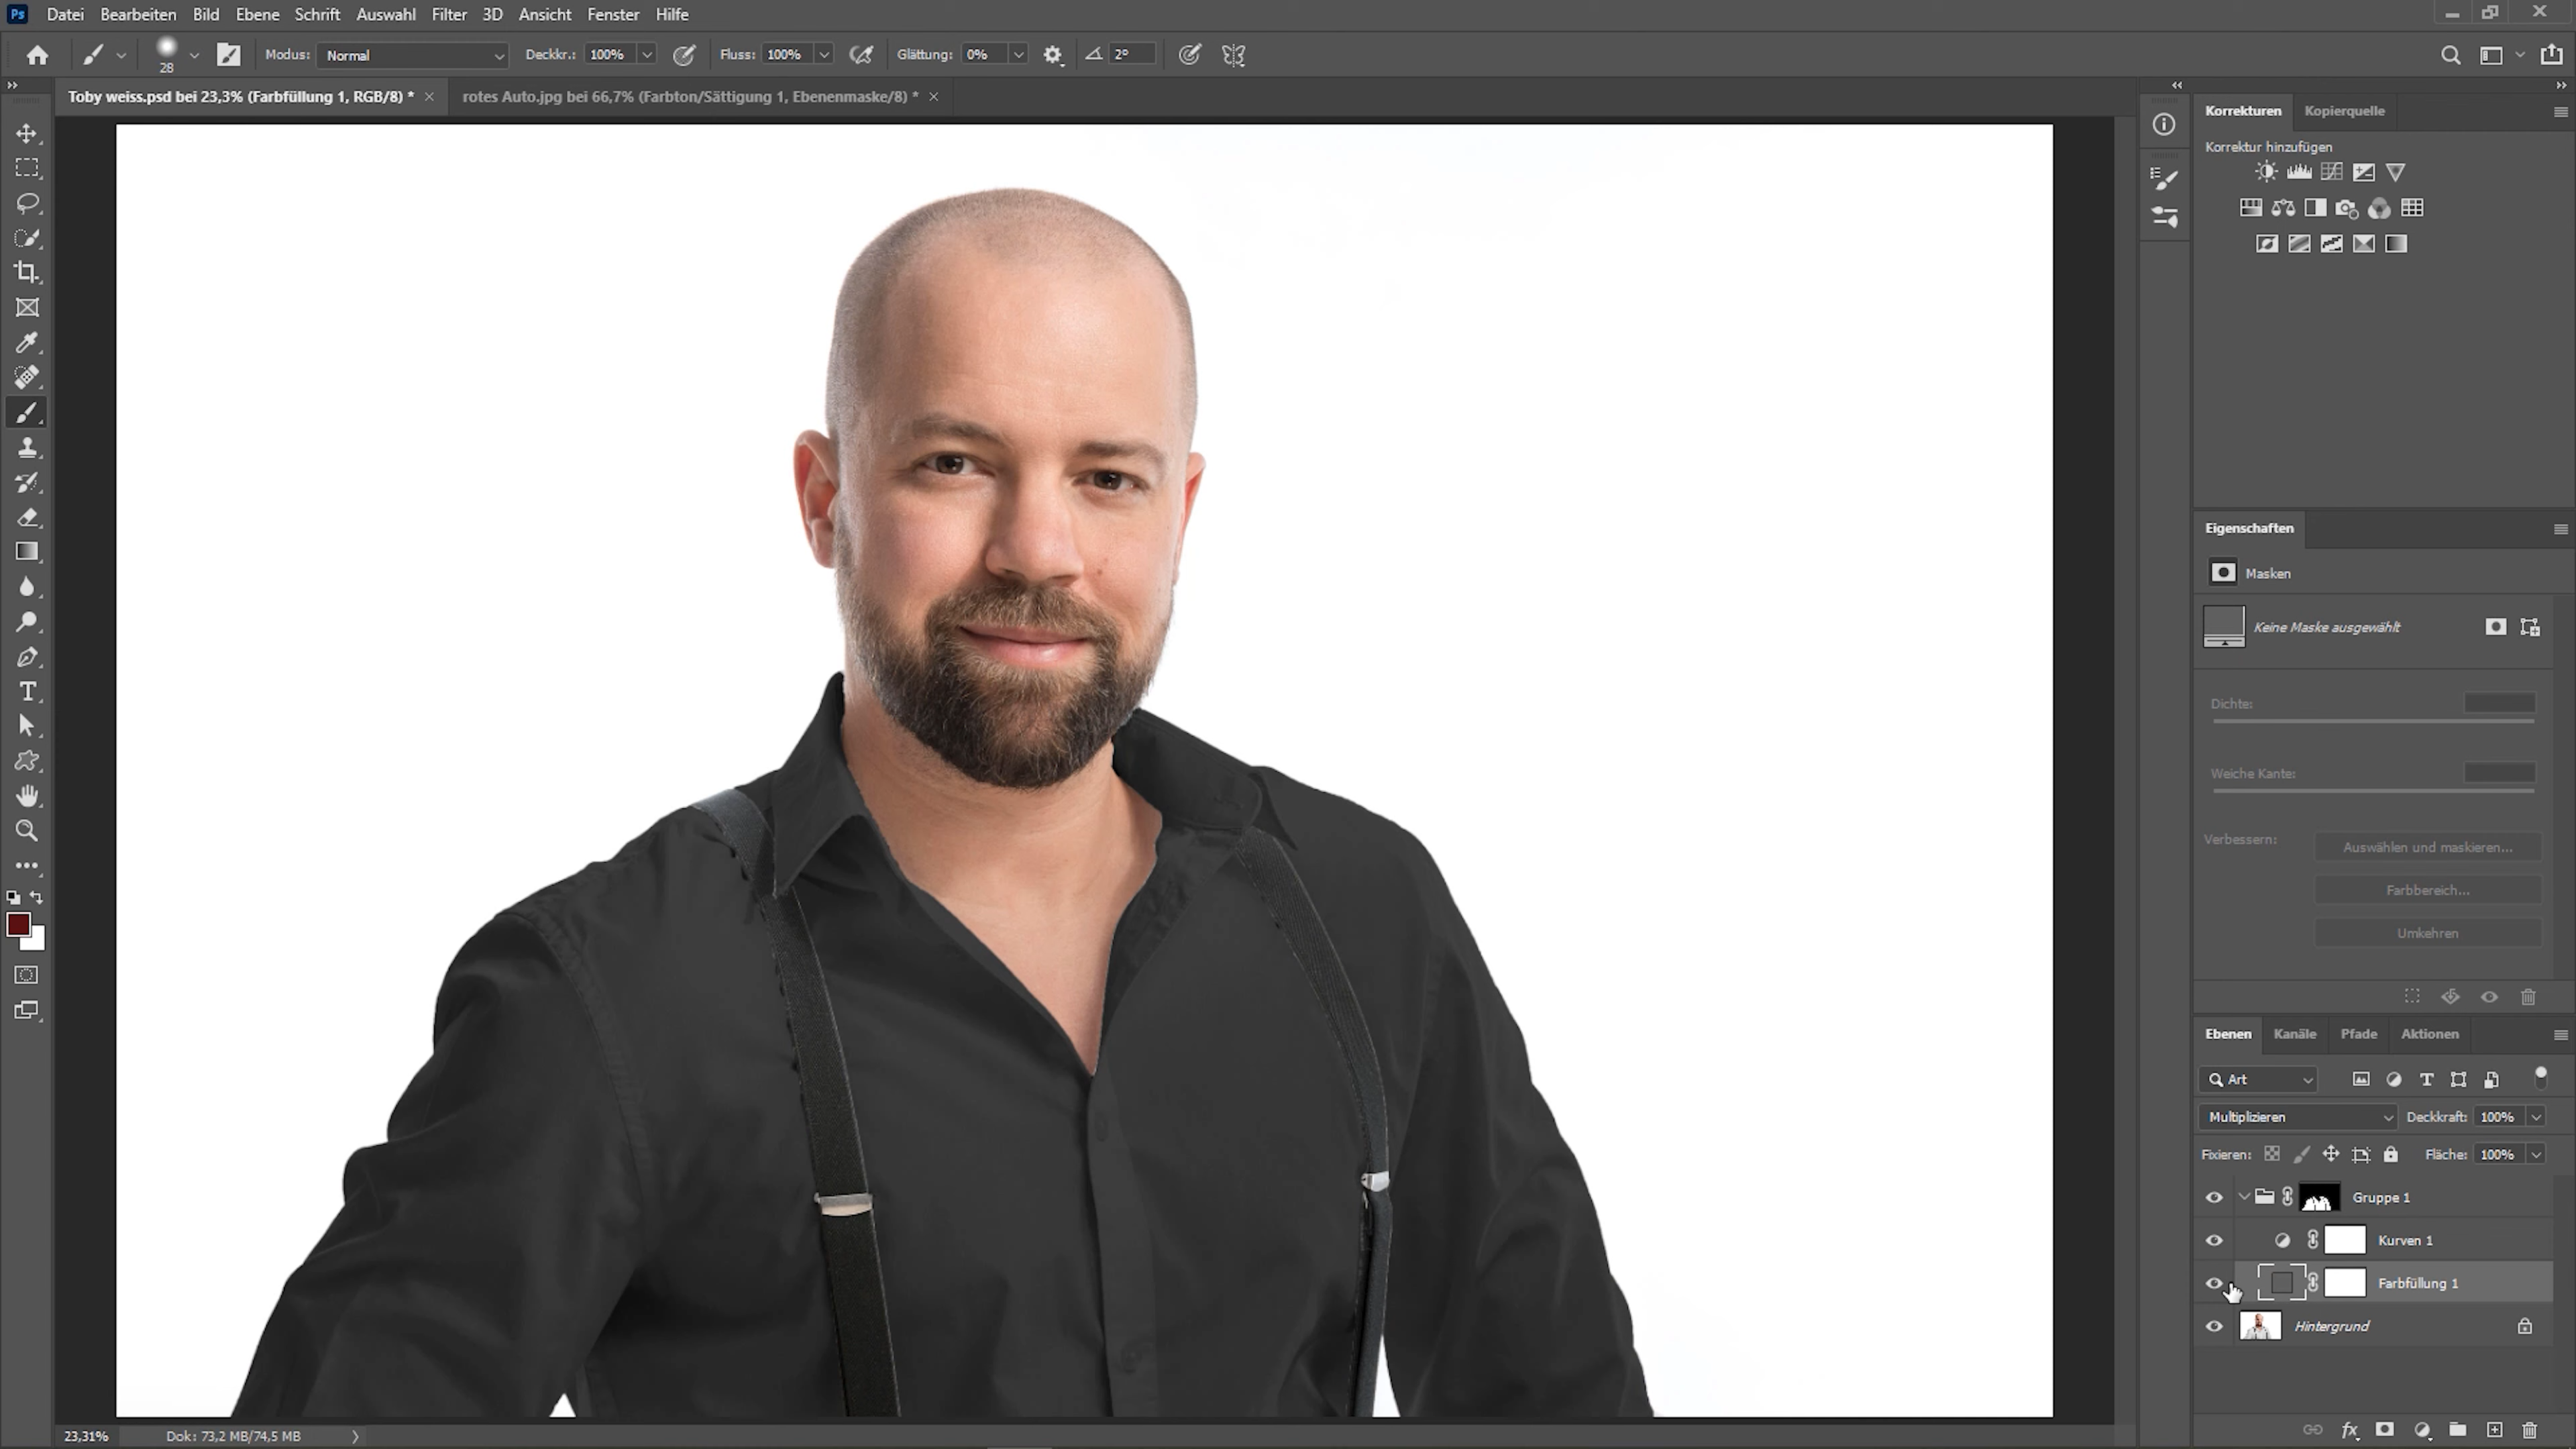 Ps Datei Bearbeiten Bild Ebene Schrift Auswahl Filter 3D Ansicht Fenster Hilfe
28 Modus: Normal Deckkr.: 100% Fluss: 100% Glättung: 0% 2°
Toby weiss.psd bei 23,3% (Farbfüllung 1, RGB/8) * rotes Auto.jpg bei 66,7% (Farbton/Sättigung 1, Ebenenmaske/8) *
Korrekturen Kopierquelle
Korrektur hinzufügen
Eigenschaften
Masken
Keine Maske ausgewählt
Dichte:
Weiche Kante:
Verbessern: Auswählen und maskieren...
Farbbereich...
Umkehren
Ebenen Kanäle Pfade Aktionen
Art
Multiplizieren Deckkraft: 100%
Fixieren: Fläche: 100%
Gruppe 1
Kurven 1
Farbfüllung 1
Hintergrund
fx
23,31% Dok: 73,2 MB/74,5 MB